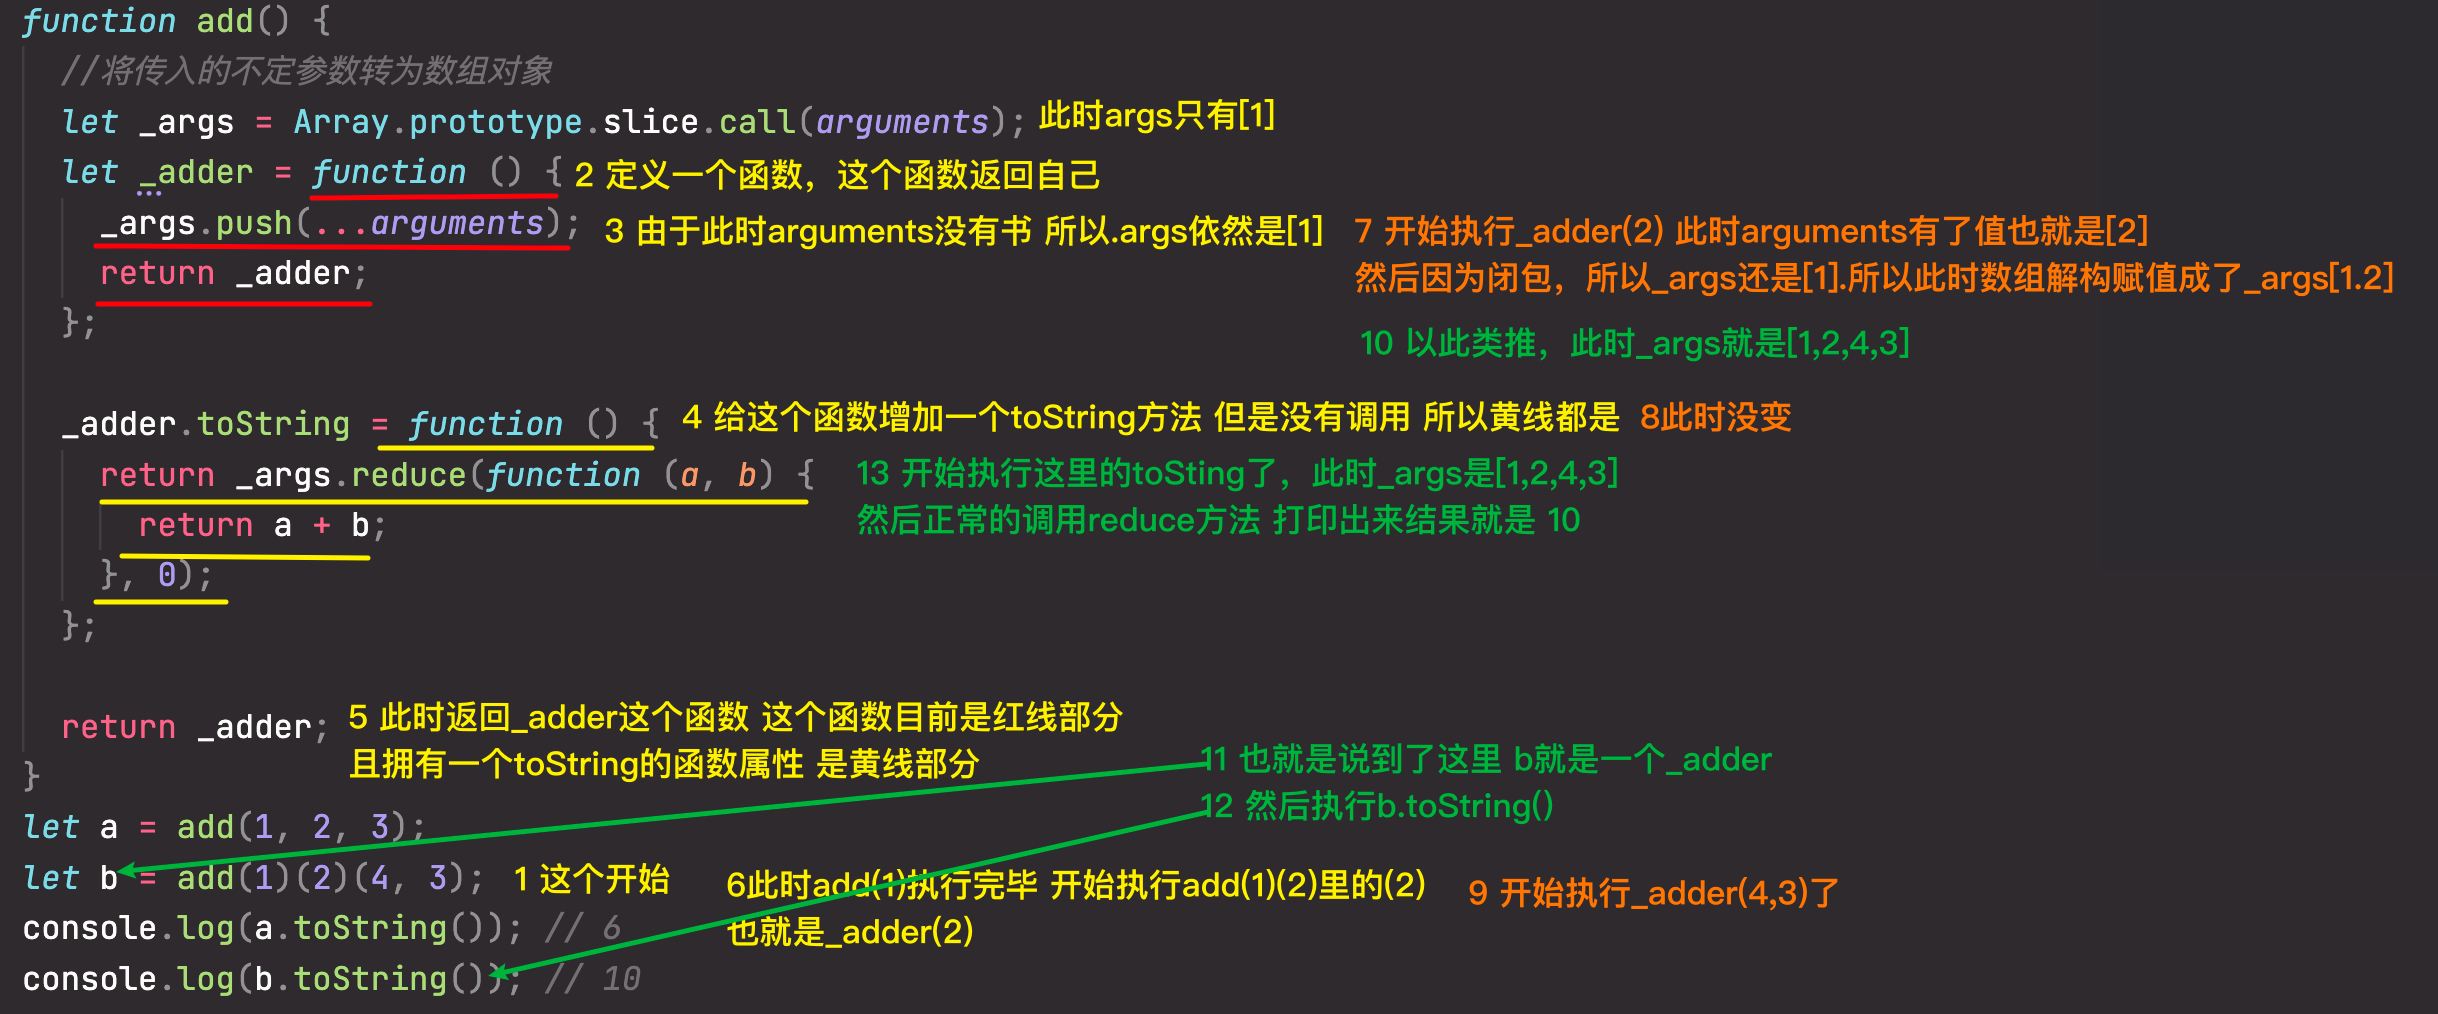 function add() {
//将传入的不定参数转为数组对象
let _args = Array.prototype.slice.call(arguments); 此时args只有[1]
let _adder = function () { 2 定义一个函数，这个函数返回自己
_args.push(...arguments); 3 由于此时arguments没有书 所以.args依然是[1] 7 开始执行_adder(2) 此时arguments有了值也就是[2]
return _adder; 然后因为闭包，所以_args还是[1].所以此时数组解构赋值成了_args[1.2]
};
10 以此类推，此时_args就是[1,2,4,3]
_adder.toString = function () { 4 给这个函数增加一个toString方法 但是没有调用 所以黄线都是 8此时没变
return _args.reduce(function (a, b) { 13 开始执行这里的toSting了，此时_args是[1,2,4,3]
return a + b; 然后正常的调用reduce方法 打印出来结果就是 10
}, 0);
};
return _adder; 5 此时返回_adder这个函数 这个函数目前是红线部分
且拥有一个toString的函数属性 是黄线部分
11 也就是说到了这里 b就是一个_adder
}
12 然后执行b.toString()
let a = add(1, 2, 3);
let b = add(1)(2)(4, 3); 1 这个开始 6此时add(1)执行完毕 开始执行add(1)(2)里的(2) 9 开始执行_adder(4,3)了
console.log(a.toString()); // 6 也就是_adder(2)
console.log(b.toString()); // 10